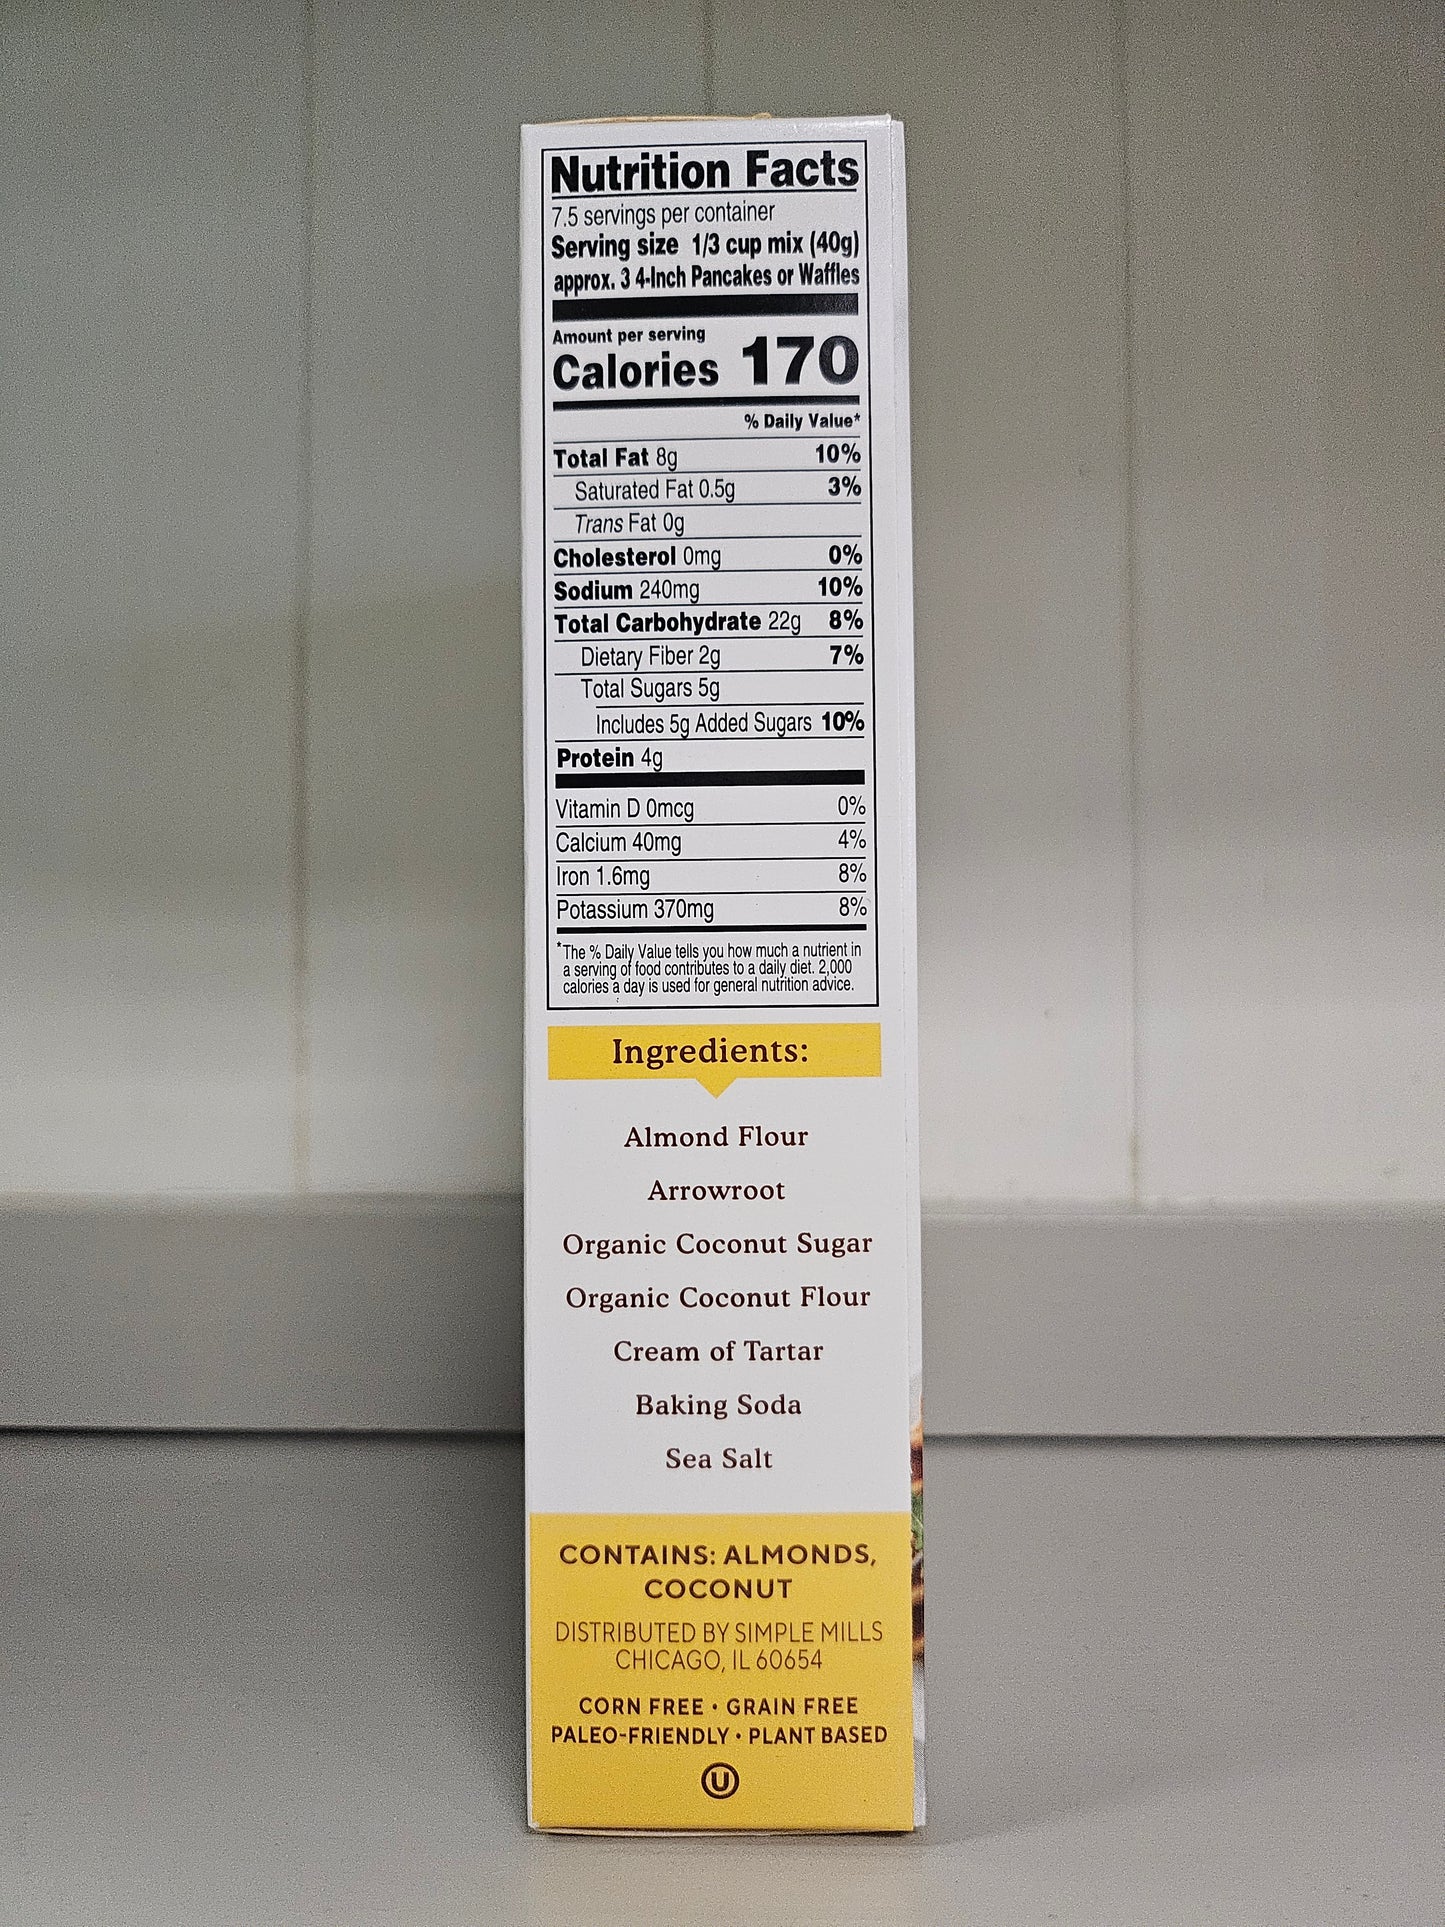 Nutrition Facts
7.5 servings per container
Serving size 1/3 cup mix (40g)
approx. 3 4-Inch Pancakes or Waffles
Amount per serving
Calories 170
% Daily Value*
Total Fat 8g 10%
Saturated Fat 0.5g 3%
Trans Fat 0g
Cholesterol 0mg 0%
Sodium 240mg 10%
Total Carbohydrate 22g 8%
Dietary Fiber 2g 7%
Total Sugars 5g
Includes 5g Added Sugars 10%
Protein 4g
Vitamin D 0mcg 0%
Calcium 40mg 4%
Iron 1.6mg 8%
Potassium 370mg 8%
*The % Daily Value tells you how much a nutrient in
a serving of food contributes to a daily diet. 2,000
calories a day is used for general nutrition advice.
Ingredients:
Almond Flour
Arrowroot
Organic Coconut Sugar
Organic Coconut Flour
Cream of Tartar
Baking Soda
Sea Salt
CONTAINS: ALMONDS,
COCONUT
DISTRIBUTED BY SIMPLE MILLS
CHICAGO, IL 60654
CORN FREE • GRAIN FREE
PALEO-FRIENDLY • PLANT BASED
U